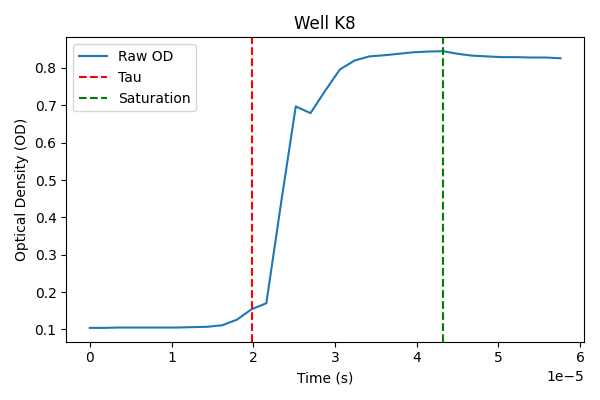 Well K8
Raw OD
Tau
Saturation
Optical Density (OD)
0.8
0.7
0.6
0.5
0.4
0.3
0.2
0.1
0 1 2 3 4 5 6
1e−5
Time (s)